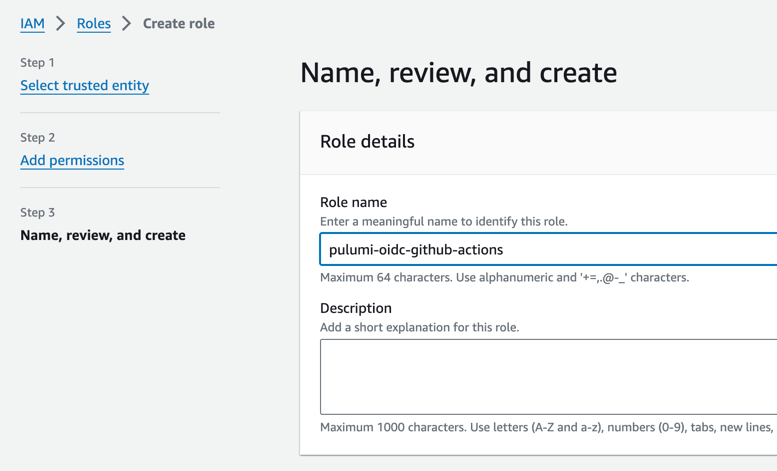 IAM > Roles > Create role
Step 1
Select trusted entity
Step 2
Add permissions
Step 3
Name, review, and create
Name, review, and create
Role details
Role name
Enter a meaningful name to identify this role.
pulumi-oidc-github-actions
Maximum 64 characters. Use alphanumeric and '+=,.@-_' characters.
Description
Add a short explanation for this role.
Maximum 1000 characters. Use letters (A-Z and a-z), numbers (0-9), tabs, new lines,